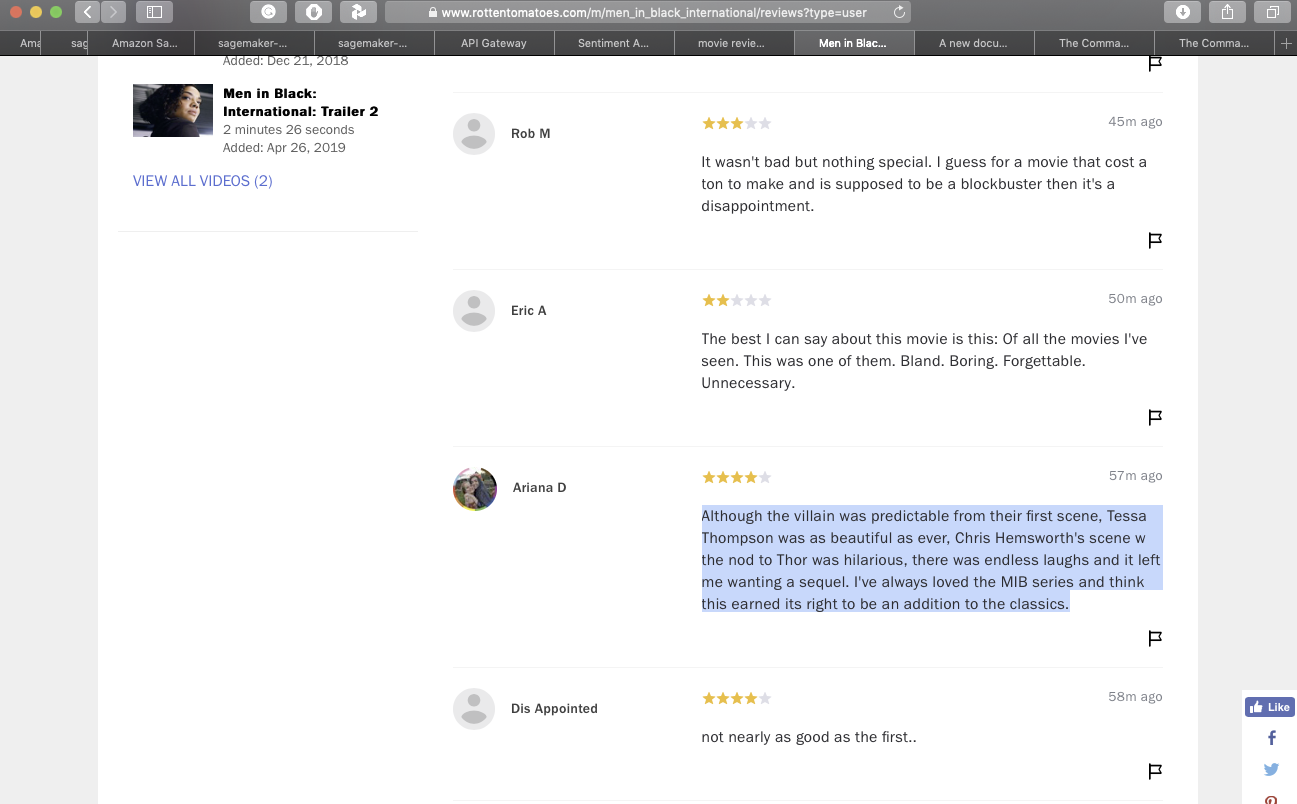 www.rottentomatoes.com/m/men_in_black_international/reviews?type=user
Ama
sag
Amazon Sa...
sagemaker-...
sagemaker-...
API Gateway
Sentiment A...
movie revie...
Men in Blac...
A new docu...
The Comma...
The Comma...
Added: Dec 21, 2018
Men in Black:
International: Trailer 2
2 minutes 26 seconds
Added: Apr 26, 2019
VIEW ALL VIDEOS (2)
Rob M
45m ago
It wasn't bad but nothing special. I guess for a movie that cost a
ton to make and is supposed to be a blockbuster then it's a
disappointment.
Eric A
50m ago
The best I can say about this movie is this: Of all the movies I've
seen. This was one of them. Bland. Boring. Forgettable.
Unnecessary.
Ariana D
57m ago
Although the villain was predictable from their first scene, Tessa
Thompson was as beautiful as ever, Chris Hemsworth's scene w
the nod to Thor was hilarious, there was endless laughs and it left
me wanting a sequel. I've always loved the MIB series and think
this earned its right to be an addition to the classics.
Dis Appointed
58m ago
not nearly as good as the first..
Like